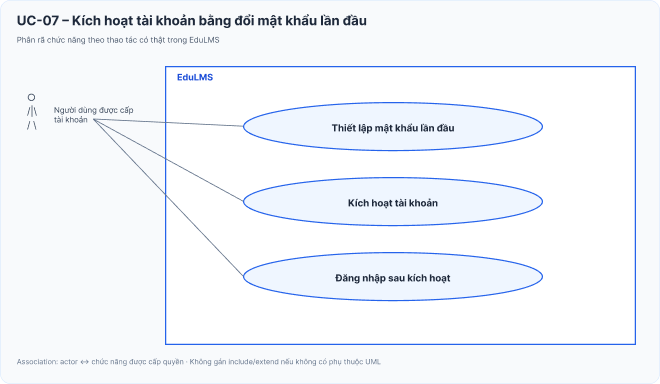 UC-07 – Kích hoạt tài khoản bằng đổi mật khẩu lần đầu
Phân rã chức năng theo thao tác có thật trong EduLMS
EduLMS
Người dùng được cấp
tài khoản
Thiết lập mật khẩu lần đầu
Kích hoạt tài khoản
Đăng nhập sau kích hoạt
Association: actor ↔ chức năng được cấp quyền · Không gán include/extend nếu không có phụ thuộc UML